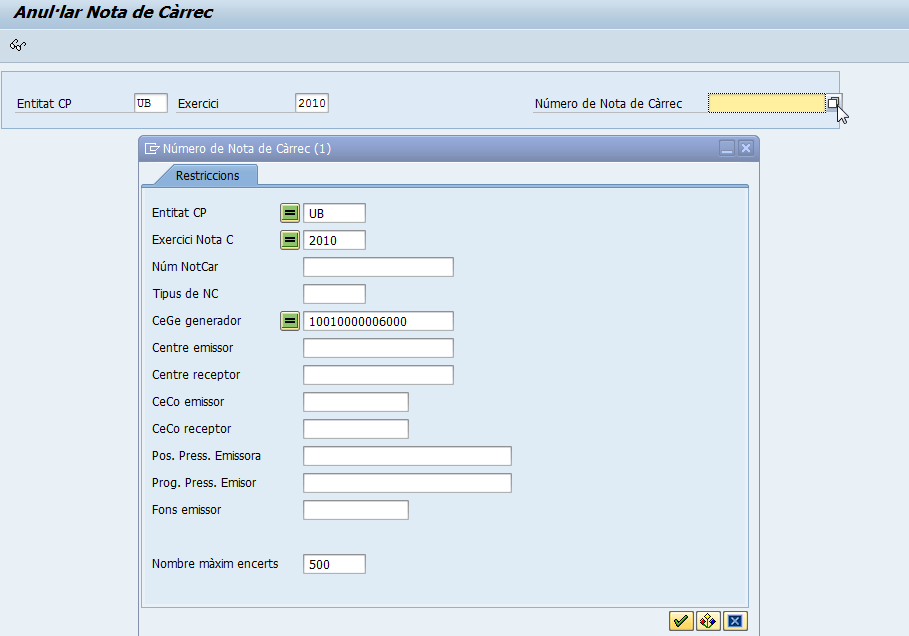 Anul·lar Nota de Càrrec
Entitat CP UB Exercici 2010 Número de Nota de Càrrec
Número de Nota de Càrrec (1)
Restriccions
Entitat CP UB
Exercici Nota C 2010
Núm NotCar
Tipus de NC
CeGe generador 10010000006000
Centre emissor
Centre receptor
CeCo emissor
CeCo receptor
Pos. Press. Emissora
Prog. Press. Emisor
Fons emissor
Nombre màxim encerts 500